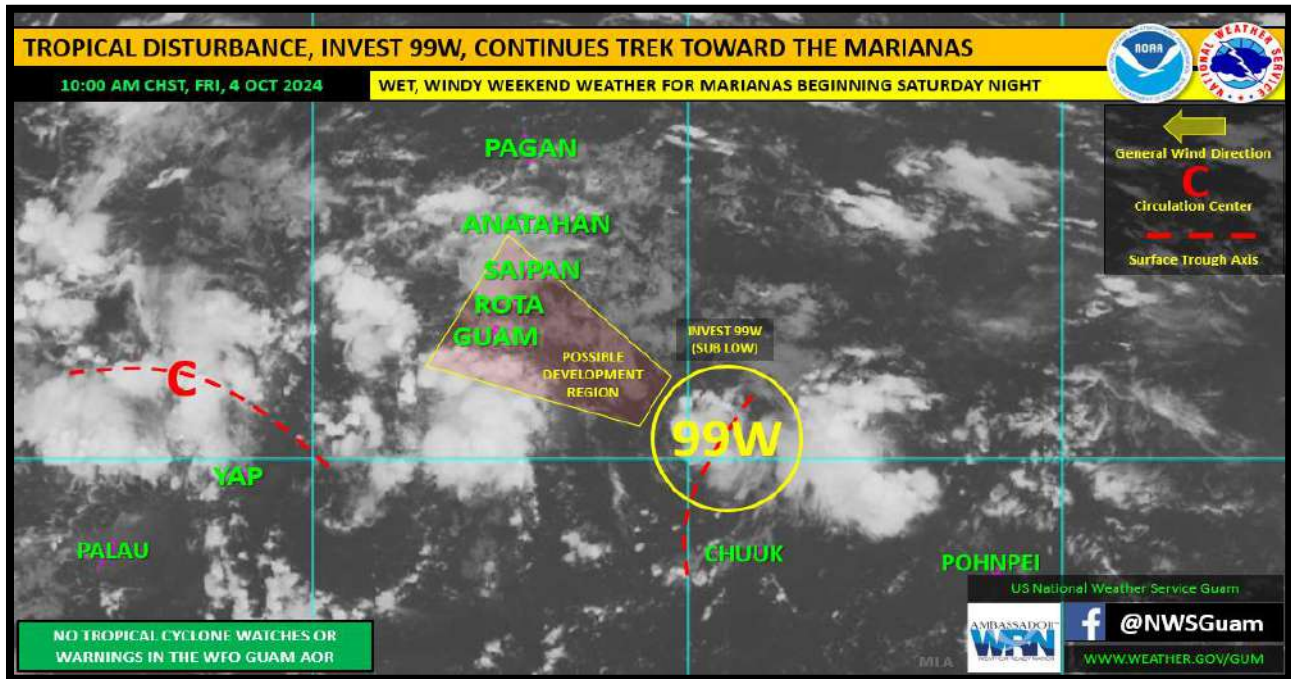 TROPICAL DISTURBANCE, INVEST 99W, CONTINUES TREK TOWARD THE MARIANAS
10:00 AM CHST, FRI, 4 OCT 2024
WET, WINDY WEEKEND WEATHER FOR MARIANAS BEGINNING SATURDAY NIGHT
NOAA
NATIONAL WEATHER SERVICE
General Wind Direction
C
Circulation Center
Surface Trough Axis
PAGAN
ANATAHAN
SAIPAN
ROTA
GUAM
POSSIBLE
DEVELOPMENT
REGION
INVEST 99W
(SUB LOW)
99W
C
YAP
PALAU
CHUUK
POHNPEI
NO TROPICAL CYCLONE WATCHES OR
WARNINGS IN THE WFO GUAM AOR
MLA
US National Weather Service Guam
AMBASSADOR
WRN
f @NWSGuam
WWW.WEATHER.GOV/GUM